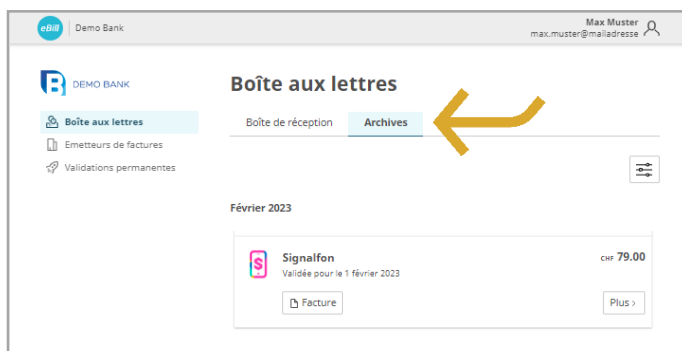 eBill Demo Bank
Max Muster
max.muster@mailadresse
DEMO BANK
Boîte aux lettres
Emetteurs de factures
Validations permanentes
Boîte aux lettres
Boîte de réception Archives
Février 2023
Signalfon
CHF 79.00
Validée pour le 1 février 2023
Facture
Plus ›